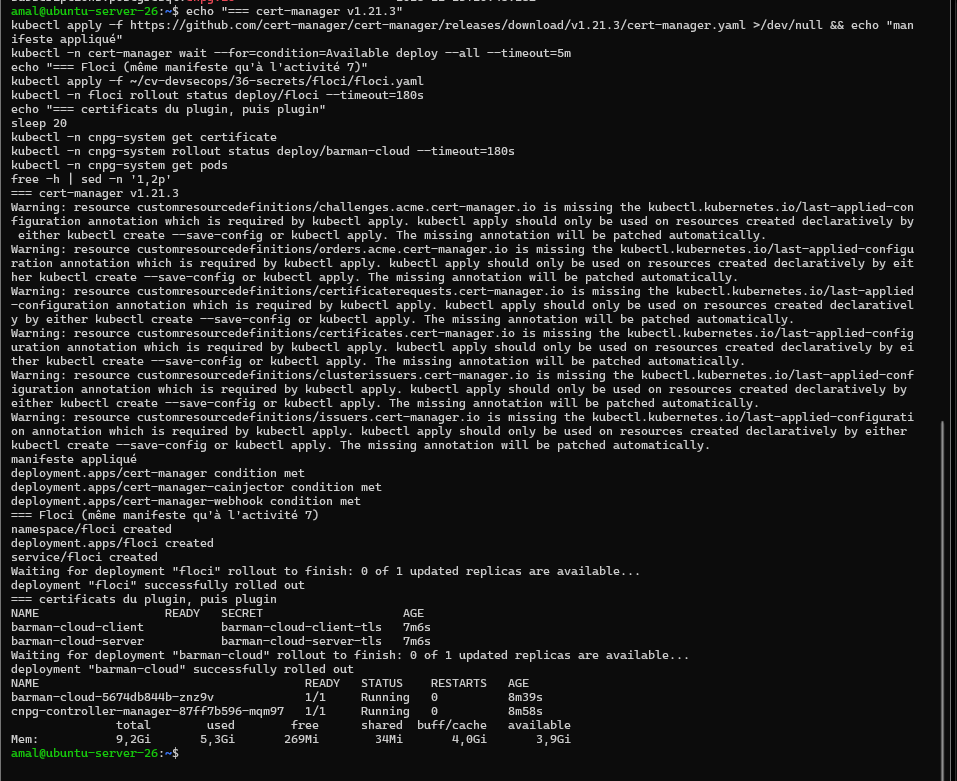 amal@ubuntu-server-26:~$ echo "=== cert-manager v1.21.3"
kubectl apply -f https://github.com/cert-manager/cert-manager/releases/download/v1.21.3/cert-manager.yaml >/dev/null && echo "man
ifeste appliqué"
kubectl -n cert-manager wait --for=condition=Available deploy --all --timeout=5m
echo "=== Floci (même manifeste qu'à l'activité 7)"
kubectl apply -f ~/cv-devsecops/36-secrets/floci/floci.yaml
kubectl -n floci rollout status deploy/floci --timeout=180s
echo "=== certificats du plugin, puis plugin"
sleep 20
kubectl -n cnpg-system get certificate
kubectl -n cnpg-system rollout status deploy/barman-cloud --timeout=180s
kubectl -n cnpg-system get pods
free -h | sed -n '1,2p'
=== cert-manager v1.21.3
Warning: resource customresourcedefinitions/challenges.acme.cert-manager.io is missing the kubectl.kubernetes.io/last-applied-con
figuration annotation which is required by kubectl apply. kubectl apply should only be used on resources created declaratively by
 either kubectl create --save-config or kubectl apply. The missing annotation will be patched automatically.
Warning: resource customresourcedefinitions/orders.acme.cert-manager.io is missing the kubectl.kubernetes.io/last-applied-configu
ration annotation which is required by kubectl apply. kubectl apply should only be used on resources created declaratively by eit
her kubectl create --save-config or kubectl apply. The missing annotation will be patched automatically.
Warning: resource customresourcedefinitions/certificaterequests.cert-manager.io is missing the kubectl.kubernetes.io/last-applied
-configuration annotation which is required by kubectl apply. kubectl apply should only be used on resources created declarativel
y by either kubectl create --save-config or kubectl apply. The missing annotation will be patched automatically.
Warning: resource customresourcedefinitions/certificates.cert-manager.io is missing the kubectl.kubernetes.io/last-applied-config
uration annotation which is required by kubectl apply. kubectl apply should only be used on resources created declaratively by ei
ther kubectl create --save-config or kubectl apply. The missing annotation will be patched automatically.
Warning: resource customresourcedefinitions/clusterissuers.cert-manager.io is missing the kubectl.kubernetes.io/last-applied-conf
iguration annotation which is required by kubectl apply. kubectl apply should only be used on resources created declaratively by
either kubectl create --save-config or kubectl apply. The missing annotation will be patched automatically.
Warning: resource customresourcedefinitions/issuers.cert-manager.io is missing the kubectl.kubernetes.io/last-applied-configurati
on annotation which is required by kubectl apply. kubectl apply should only be used on resources created declaratively by either
kubectl create --save-config or kubectl apply. The missing annotation will be patched automatically.
manifeste appliqué
deployment.apps/cert-manager condition met
deployment.apps/cert-manager-cainjector condition met
deployment.apps/cert-manager-webhook condition met
=== Floci (même manifeste qu'à l'activité 7)
namespace/floci created
deployment.apps/floci created
service/floci created
Waiting for deployment "floci" rollout to finish: 0 of 1 updated replicas are available...
deployment "floci" successfully rolled out
=== certificats du plugin, puis plugin
NAME                  READY   SECRET                    AGE
barman-cloud-client           barman-cloud-client-tls   7m6s
barman-cloud-server           barman-cloud-server-tls   7m6s
Waiting for deployment "barman-cloud" rollout to finish: 0 of 1 updated replicas are available...
deployment "barman-cloud" successfully rolled out
NAME                                      READY   STATUS    RESTARTS   AGE
barman-cloud-5674db844b-znz9v             1/1     Running   0          8m39s
cnpg-controller-manager-87ff7b596-mqm97   1/1     Running   0          8m58s
               total        used        free      shared  buff/cache   available
Mem:           9,2Gi       5,3Gi       269Mi        34Mi       4,0Gi       3,9Gi
amal@ubuntu-server-26:~$